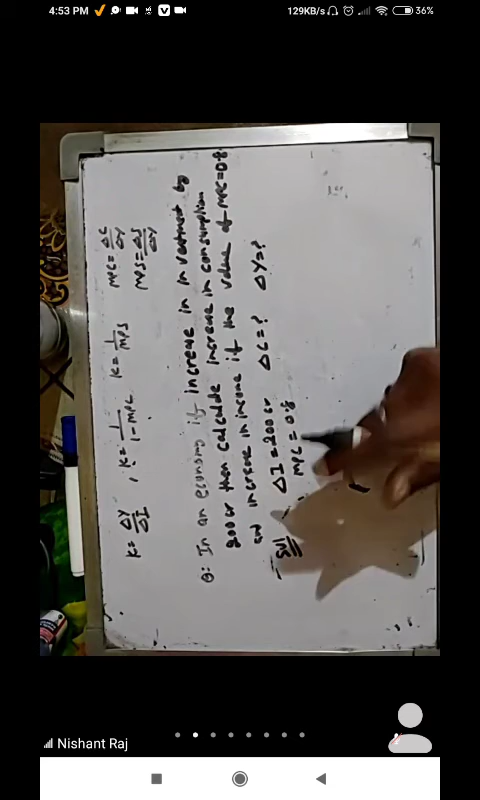 4:53 PM
129KB/s
36%
K = ΔY/ΔI , K = 1/1-MPC K = 1/MPS MPC = ΔC/ΔY
MPS = ΔS/ΔY
Q: In an economy if increase in investment by
200 cr then calculate increase in consumption
and increase in income if the value of MPC = 0.8.
Sol ΔI = 200 cr ΔC = ? ΔY = ?
MPC = 0.8
Nishant Raj